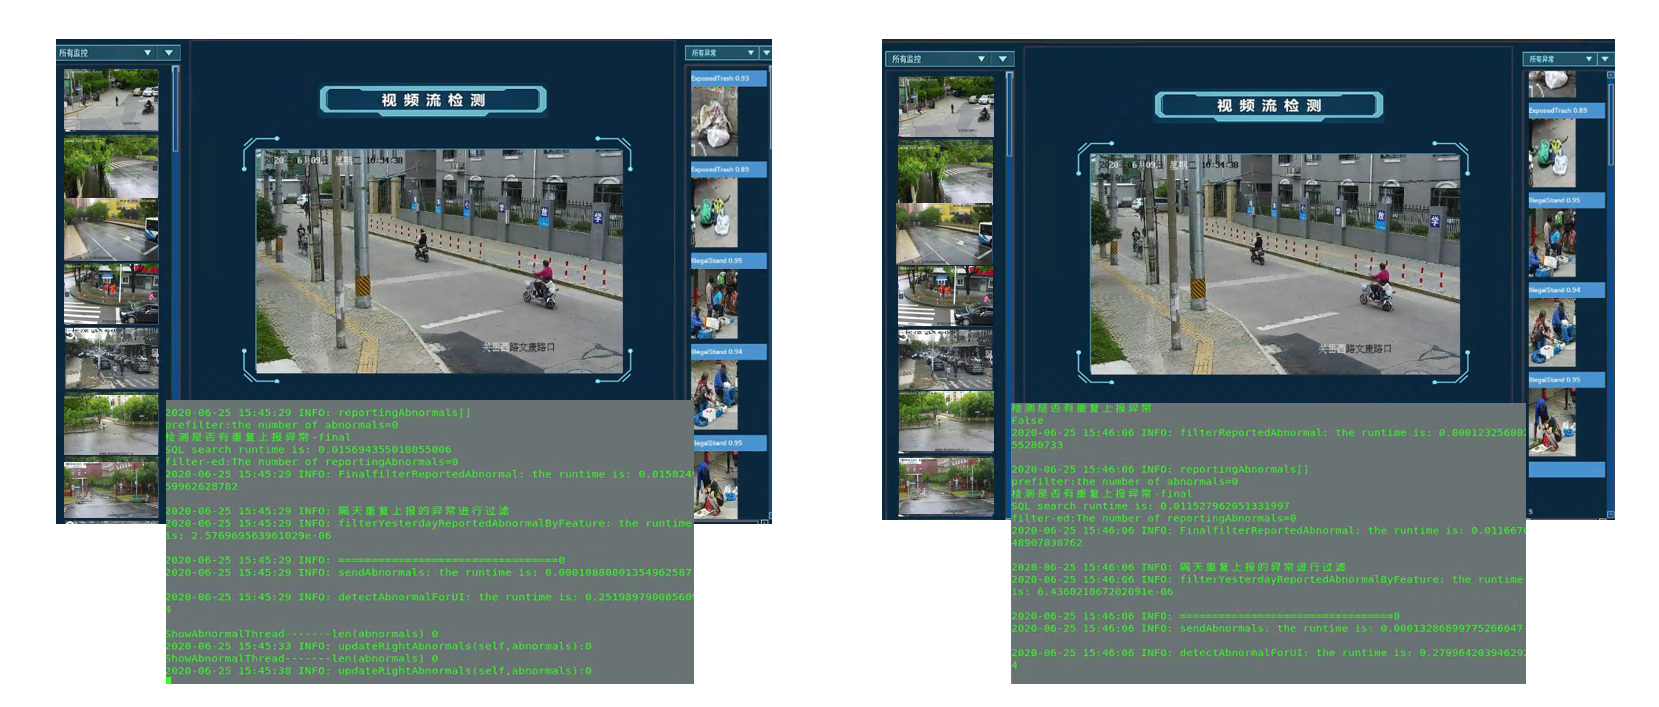 所有监控
视频流检测
所有异常
ExposedTrash 0.93
ExposedTrash 0.89
IllegalStand 0.95
IllegalStand 0.94
IllegalStand 0.95
2020 6月09 星期二 10:34:38
放
学
关岳西路文康路口
2020-06-25 15:45:29 INFO: reportingAbnormals[]
prefilter:the number of abnormals=0
检测是否有重复上报异常-final
SQL search runtime is: 0.015694355010055006
filter-ed:The number of reportingAbnormals=0
2020-06-25 15:45:29 INFO: FinalfilterReportedAbnormal: the runtime is: 0.015824
59962628782
2020-06-25 15:45:29 INFO: 隔天重复上报的异常进行过滤
2020-06-25 15:45:29 INFO: filterYesterdayReportedAbnormalByFeature: the runtime
is: 2.576969563961029e-06
2020-06-25 15:45:29 INFO: =================================0
2020-06-25 15:45:29 INFO: sendAbnormals: the runtime is: 0.00010880001354962587
2020-06-25 15:45:29 INFO: detectAbnormalForUI: the runtime is: 0.25198979000560
4
ShowAbnormalThread-------len(abnormals) 0
2020-06-25 15:45:33 INFO: updateRightAbnormals(self,abnormals):0
ShowAbnormalThread-------len(abnormals) 0
2020-06-25 15:45:38 INFO: updateRightAbnormals(self,abnormals):0
所有监控
视频流检测
所有异常
ExposedTrash 0.89
IllegalStand 0.95
IllegalStand 0.94
IllegalStand 0.95
5
2020 6月09 星期二 10:34:38
放
学
关岳西路文康路口
检测是否有重复上报异常
False
2020-06-25 15:46:06 INFO: filterReportedAbnormal: the runtime is: 0.00012325600
55280733
2020-06-25 15:46:06 INFO: reportingAbnormals[]
prefilter:the number of abnormals=0
检测是否有重复上报异常-final
SQL search runtime is: 0.011527962051331997
filter-ed:The number of reportingAbnormals=0
2020-06-25 15:46:06 INFO: FinalfilterReportedAbnormal: the runtime is: 0.011667
48907838762
2020-06-25 15:46:06 INFO: 隔天重复上报的异常进行过滤
2020-06-25 15:46:06 INFO: filterYesterdayReportedAbnormalByFeature: the runtime
is: 6.436021067202091e-06
2020-06-25 15:46:06 INFO: =================================0
2020-06-25 15:46:06 INFO: sendAbnormals: the runtime is: 0.00013286899775266647
2020-06-25 15:46:06 INFO: detectAbnormalForUI: the runtime is: 0.27996420394629
4